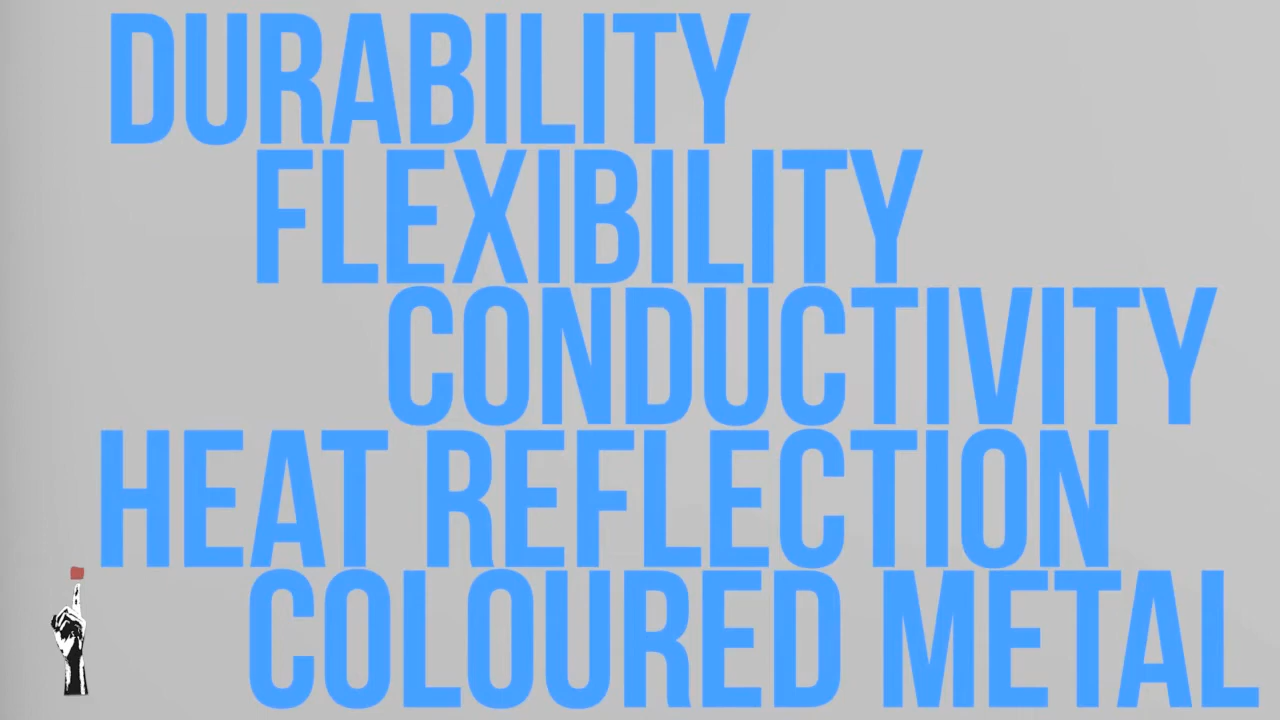 DURABILITY
FLEXIBILITY
CONDUCTIVITY
HEAT REFLECTION
COLOURED METAL